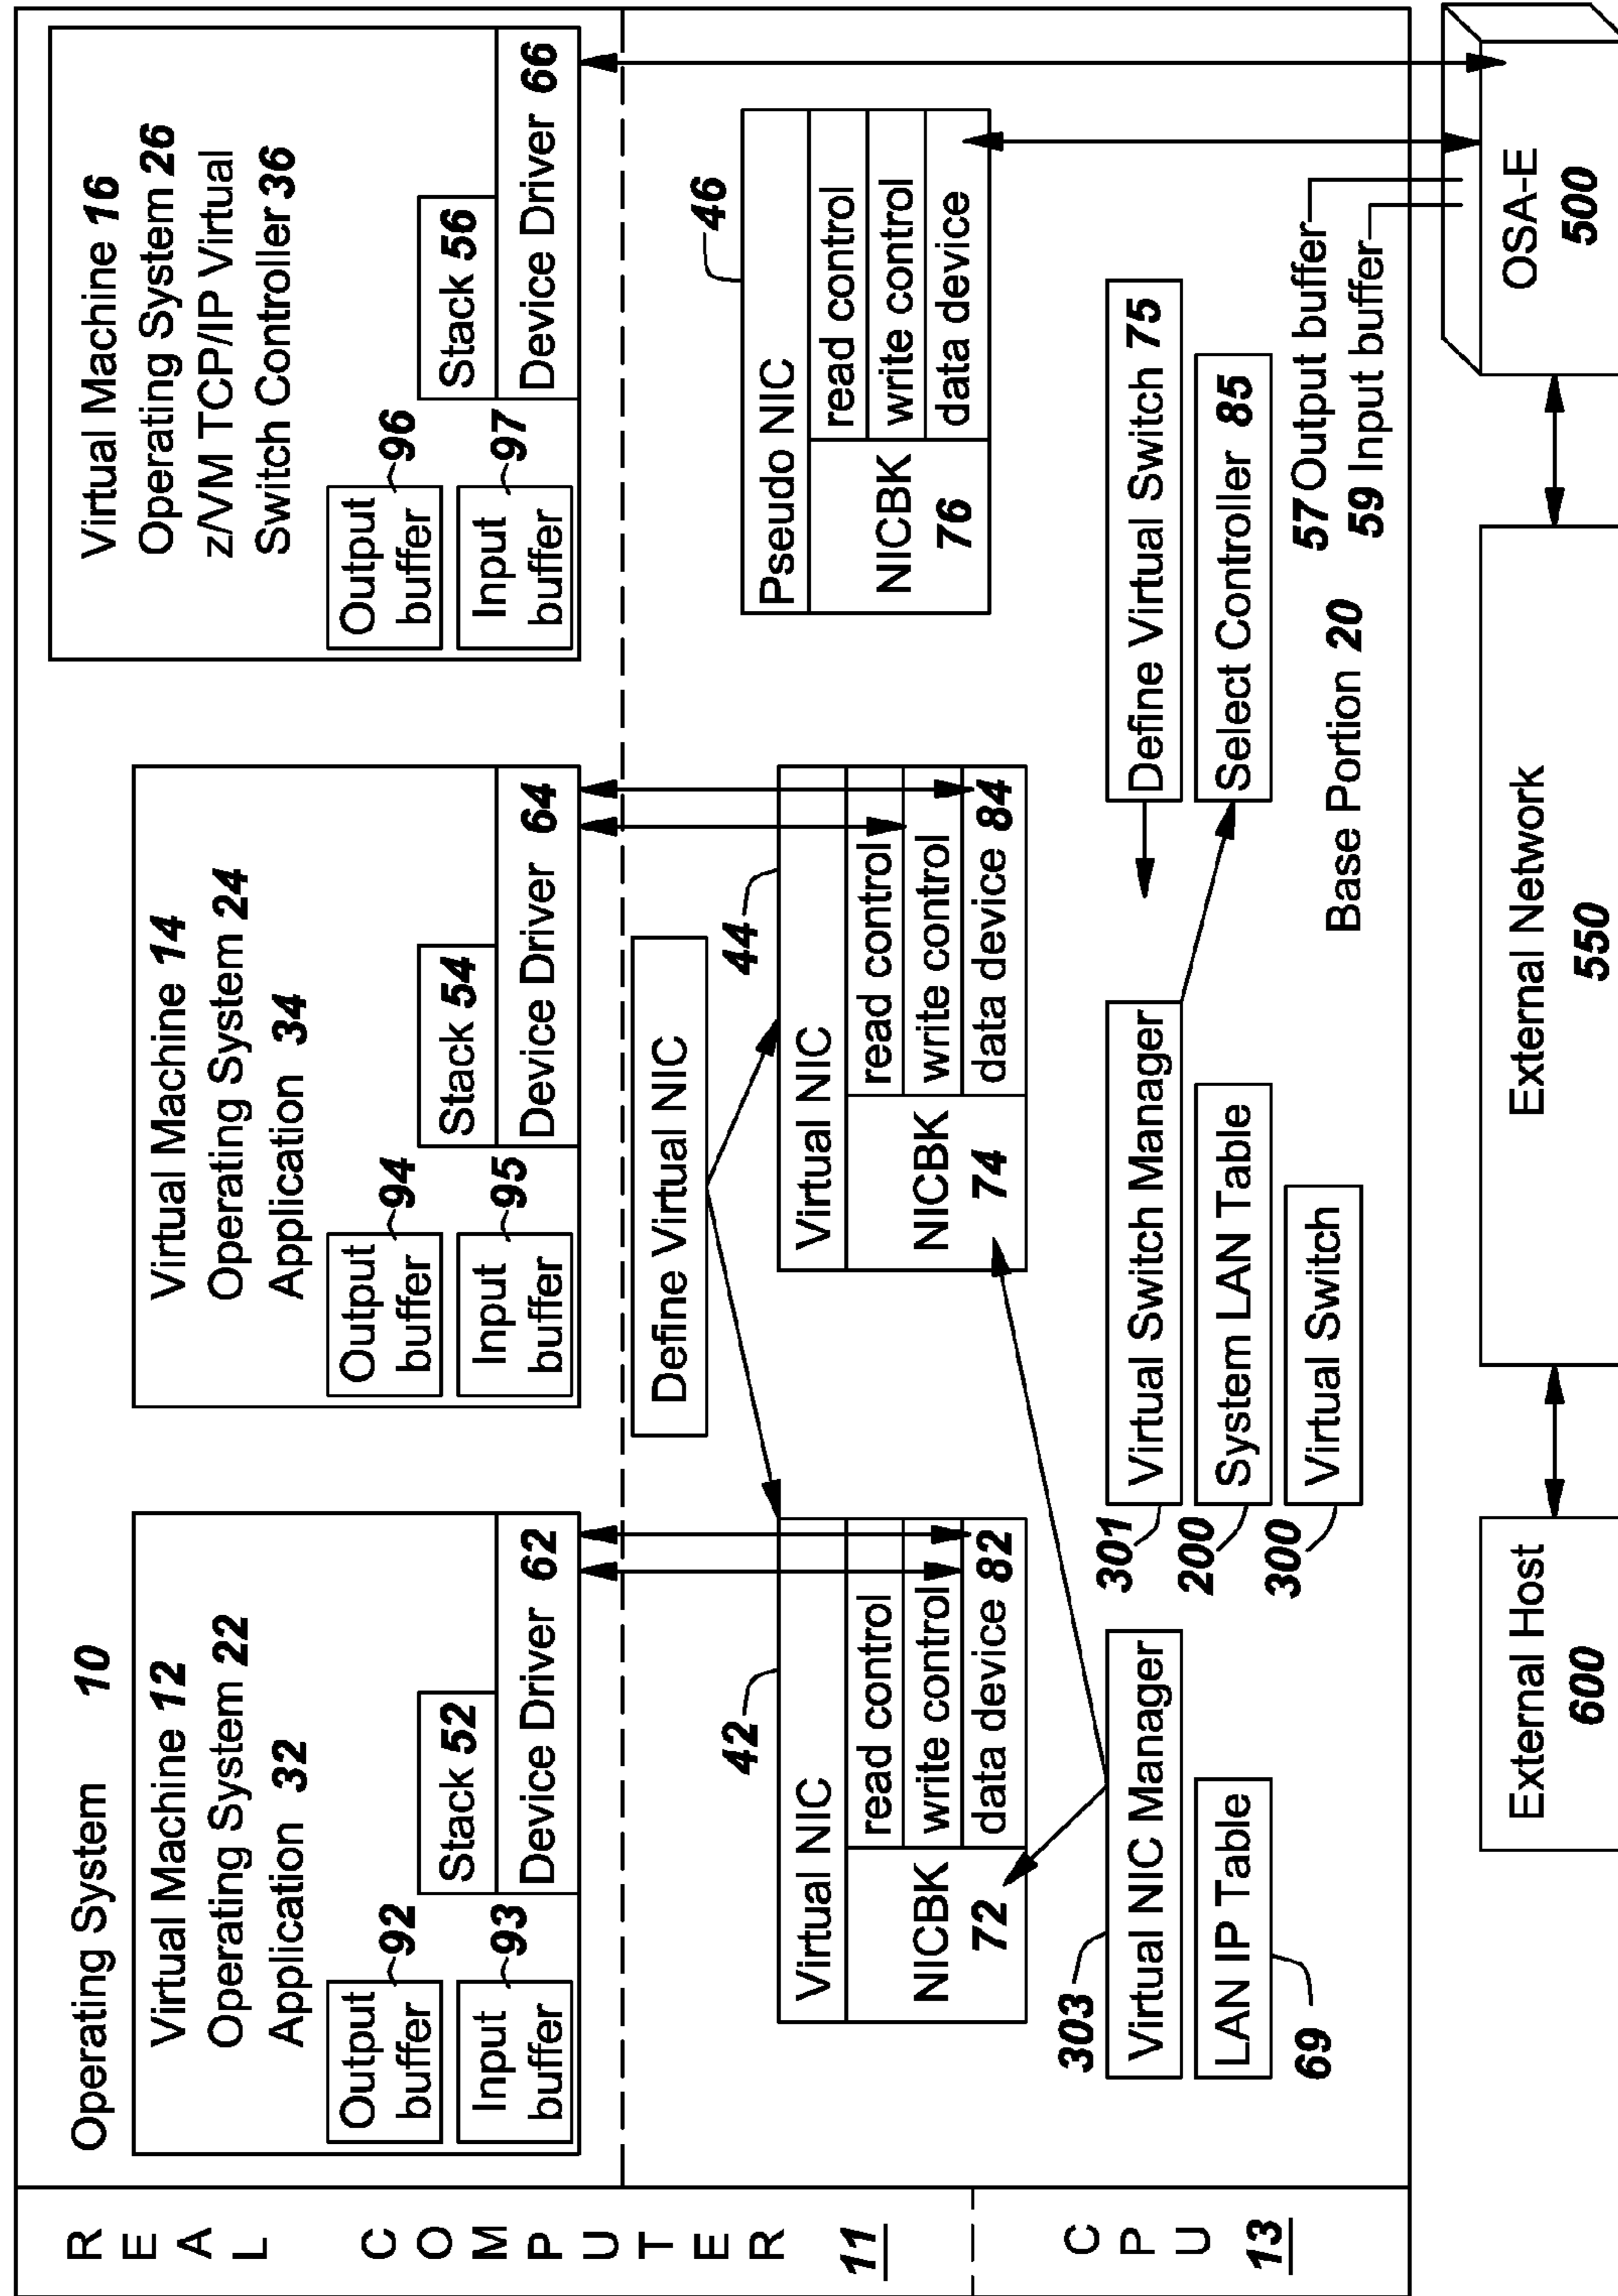 REAL COMPUTER
11
CPU
13
Operating System 10
Virtual Machine 12
Operating System 22
Application 32
Output
buffer
92
Input
buffer
93
Stack 52
Device Driver 62
Virtual Machine 14
Operating System 24
Application 34
Output
buffer
94
Input
buffer
95
Stack 54
Device Driver 64
Virtual Machine 16
Operating System 26
z/VM TCP/IP Virtual
Switch Controller 36
Output
buffer
96
Input
buffer
97
Stack 56
Device Driver 66
Define Virtual NIC
42
Virtual NIC
NICBK
72
read control
write control
data device 82
44
Virtual NIC
NICBK
74
read control
write control
data device 84
46
Pseudo NIC
NICBK
76
read control
write control
data device
303
Virtual NIC Manager
LAN IP Table
69
301
Virtual Switch Manager
200
System LAN Table
300
Virtual Switch
Define Virtual Switch 75
Select Controller 85
57 Output buffer
59 Input buffer
Base Portion 20
External Host
600
External Network
550
OSA-E
500